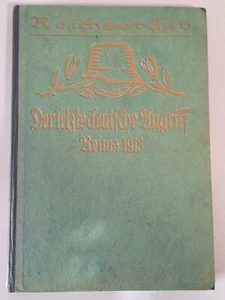 Reichsarchiv
Der letzte deutsche Angriff
Reims 1918